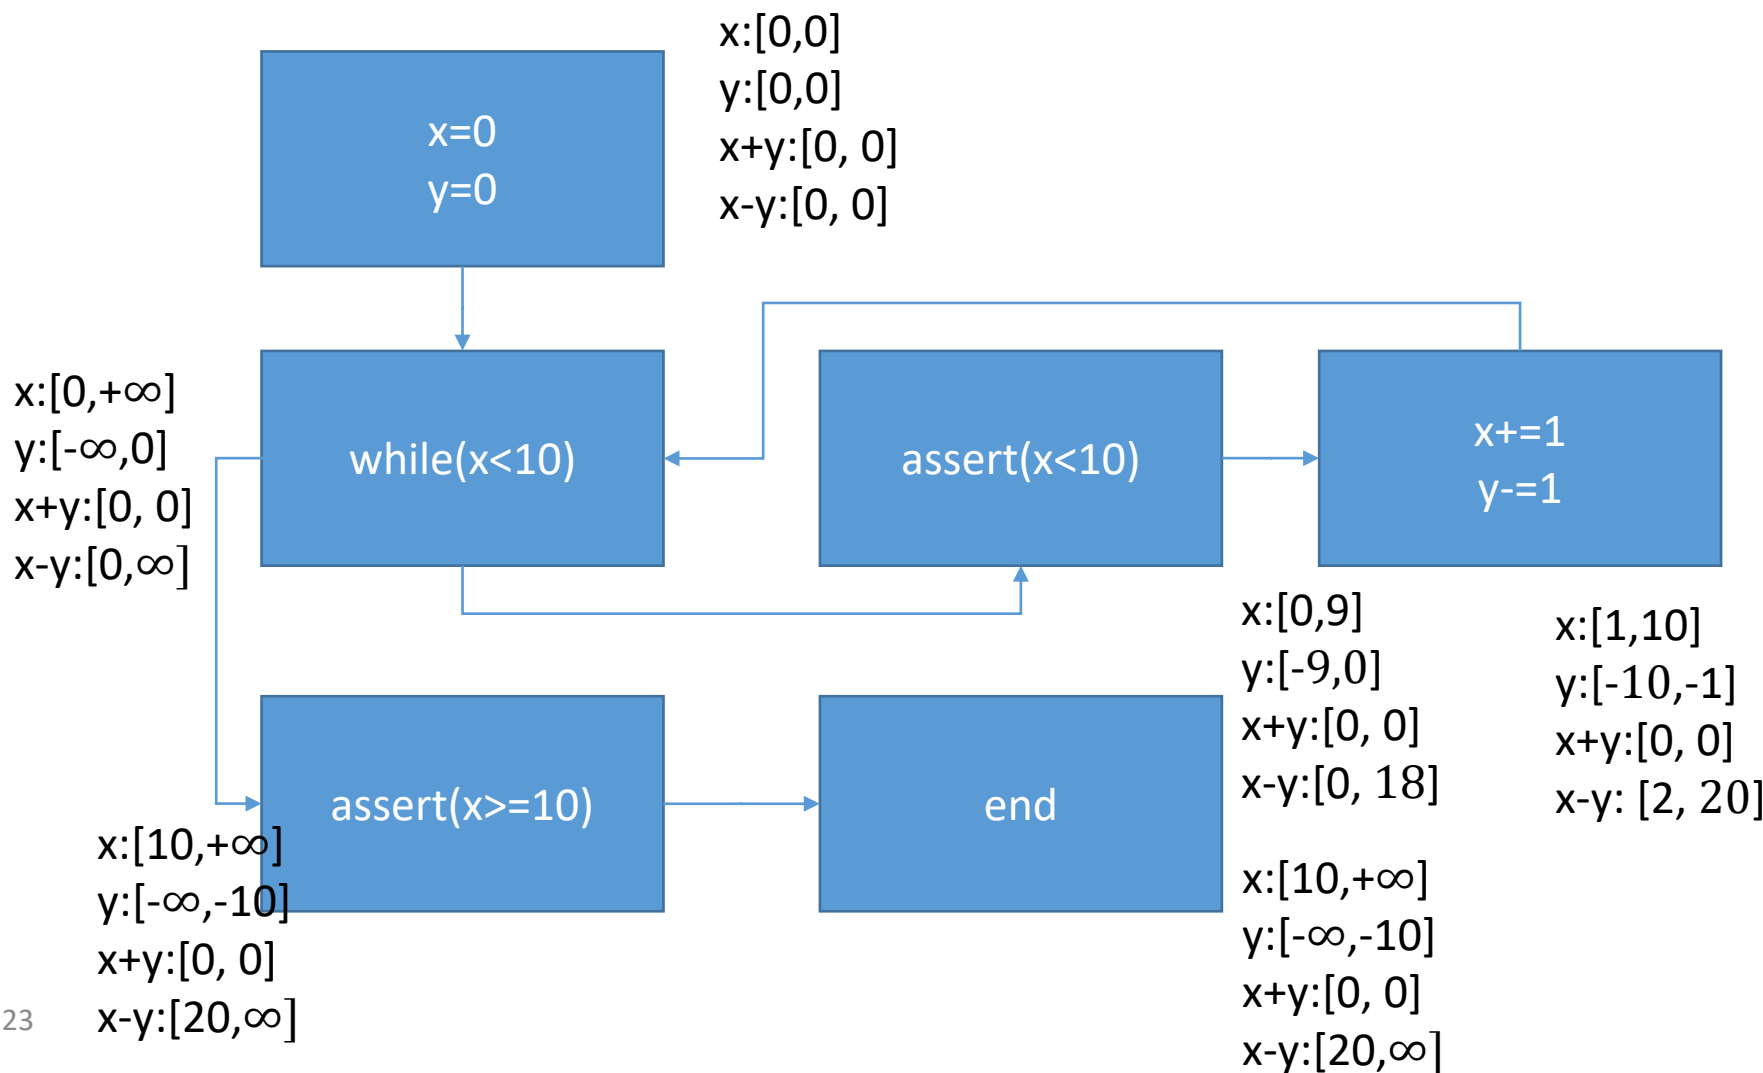 x:[0,0]
y:[0,0]
x+y:[0, 0]
x-y:[0, 0]
x=0
y=0
x:[0,+∞]
y:[-∞,0]
x+y:[0, 0]
x-y:[0,∞]
while(x<10)
assert(x<10)
x+=1
y-=1
x:[0,9]
y:[-9,0]
x+y:[0, 0]
x-y:[0, 18]
x:[1,10]
y:[-10,-1]
x+y:[0, 0]
x-y: [2, 20]
assert(x>=10)
end
x:[10,+∞]
y:[-∞,-10]
x+y:[0, 0]
x-y:[20,∞]
x:[10,+∞]
y:[-∞,-10]
x+y:[0, 0]
x-y:[20,∞]
23